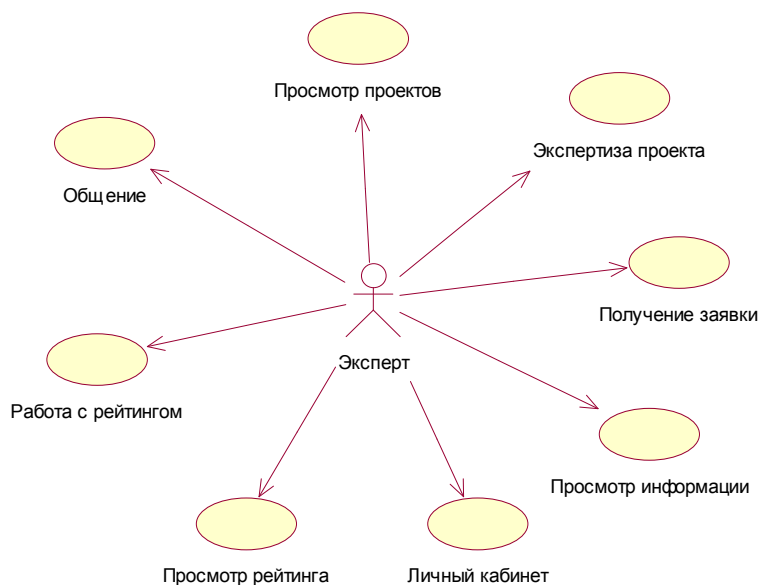 Просмотр проектов
Экспертиза проекта
Общение
Получение заявки
Эксперт
Работа с рейтингом
Просмотр информации
Просмотр рейтинга
Личный кабинет